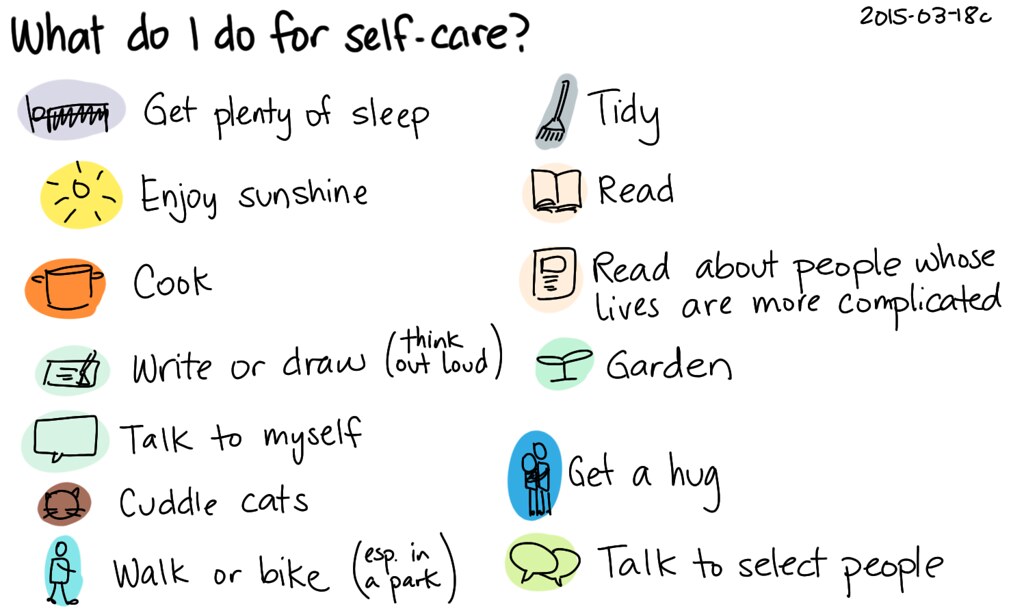 What do I do for self-care?
2015-03-18c
Get plenty of sleep
Enjoy sunshine
Cook
Write or draw (think out loud)
Talk to myself
Cuddle cats
Walk or bike (esp. in a park)
Tidy
Read
Read about people whose
lives are more complicated
Garden
Get a hug
Talk to select people